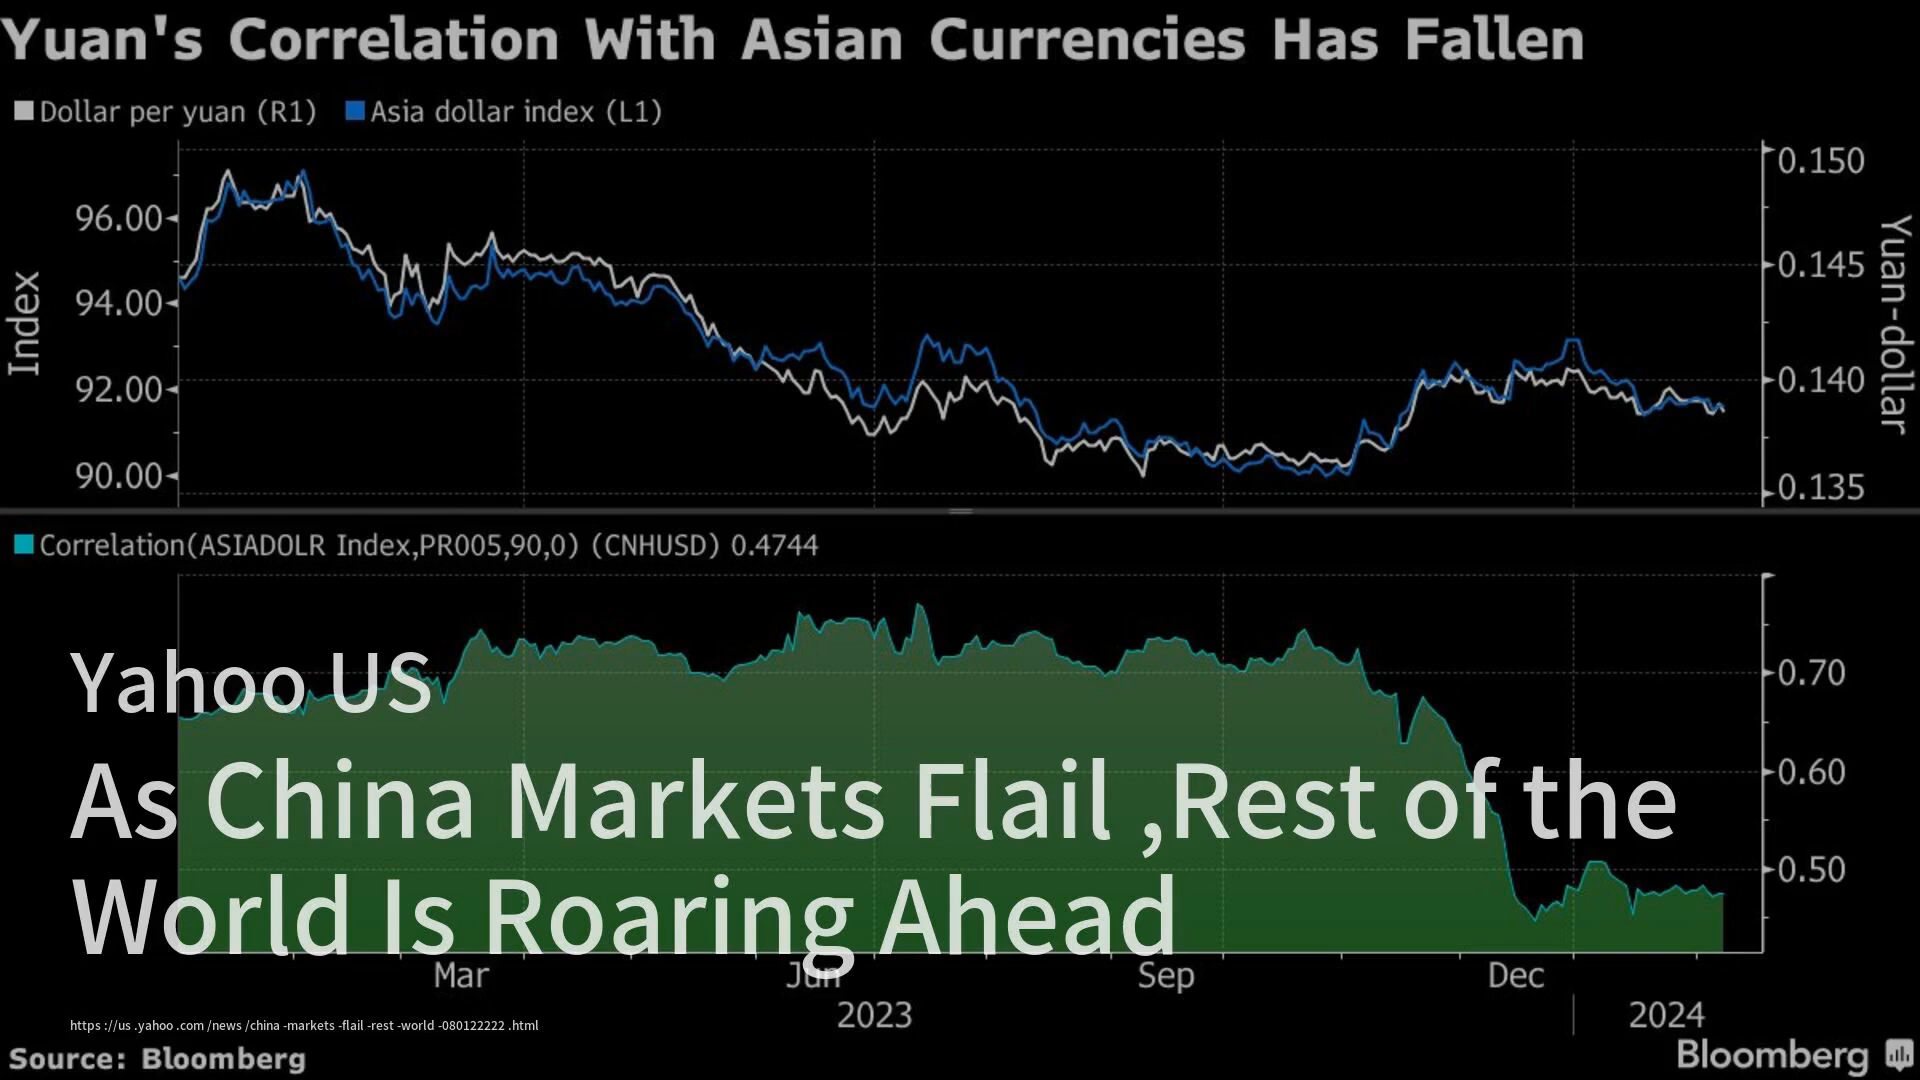 Yuan's Correlation With Asian Currencies Has Fallen
Dollar per yuan (R1) Asia dollar index (L1)
0.150
96.00
0.145
94.00
0.140
92.00
0.135
90.00
Index
Yuan-dollar
Correlation(ASIADOLR Index,PR005,90,0) (CNHUSD) 0.4744
0.70
0.60
0.50
Yahoo US
As China Markets Flail ,Rest of the
World Is Roaring Ahead
Mar Jun Sep Dec
2023 2024
https ://us .yahoo .com /news /china -markets -flail -rest -world -080122222 .html
Source: Bloomberg
Bloomberg